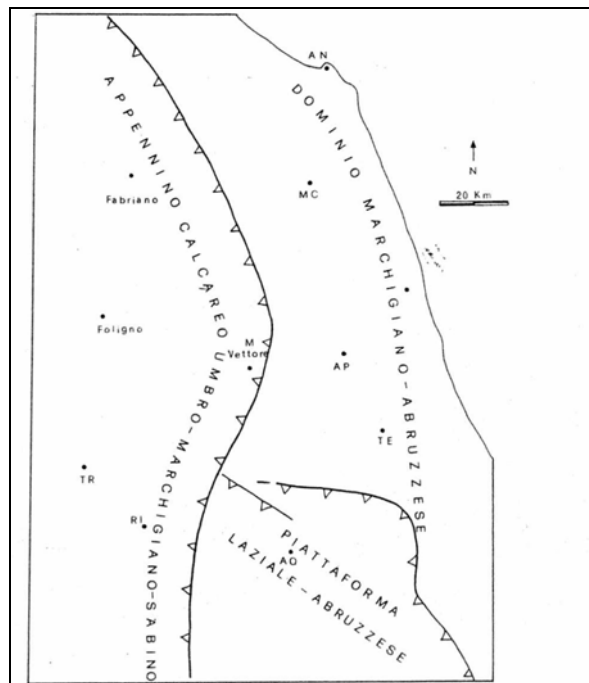 AN
APPENNINO CALCAREO UMBRO-MARCHIGIANO-SABINO
DOMINIO MARCHIGIANO-ABRUZZESE
N
20 Km
Fabriano
MC
Foligno
M
Vettore
AP
TE
TR
RI
PIATTAFORMA
AQ
LAZIALE-ABRUZZESE